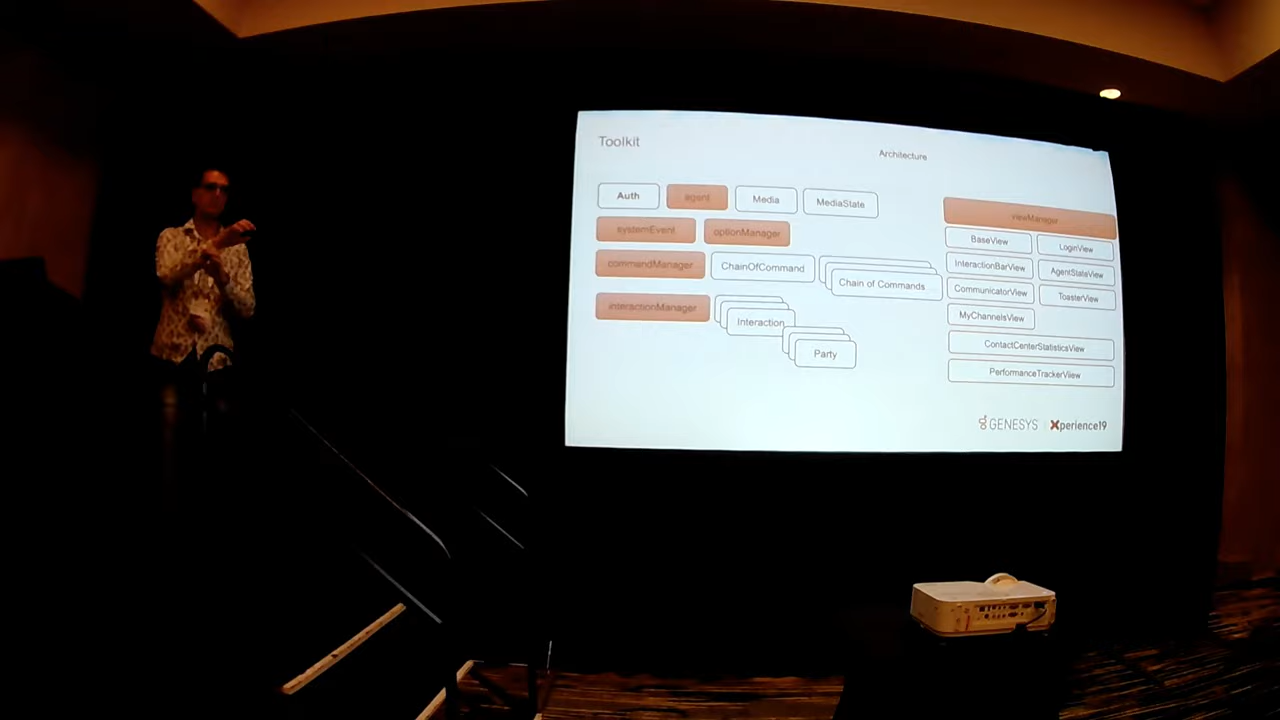 Toolkit
Architecture
Auth
agent
Media
MediaState
systemEvent
optionManager
commandManager
ChainOfCommand
Chain of Commands
interactionManager
Interaction
Party
viewManager
BaseView
LoginView
InteractionBarView
AgentStateView
CommunicatorView
ToasterView
MyChannelsView
ContactCenterStatisticsView
PerformanceTrackerView
GENESYS | Xperience19